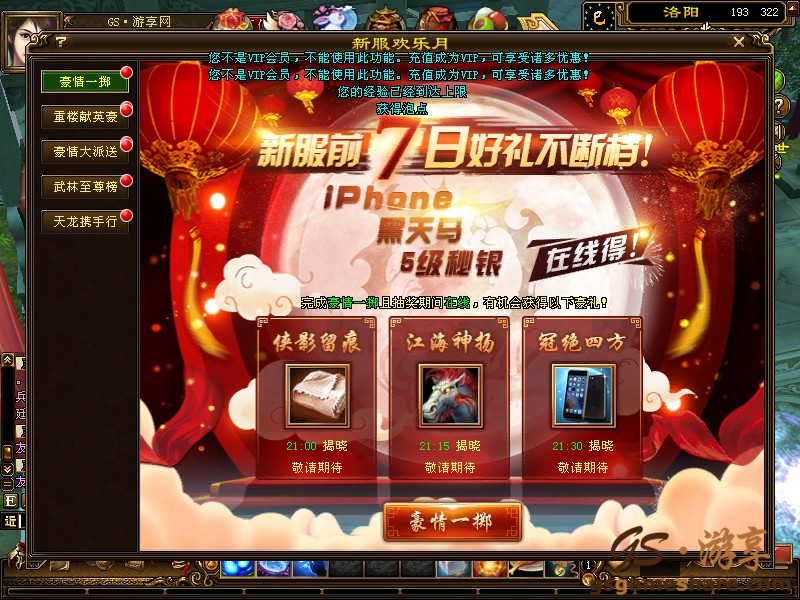 GS·游享网
洛阳 193 322
?
新服欢乐月
您不是VIP会员，不能使用此功能。充值成为VIP，可享受诸多优惠!
您不是VIP会员，不能使用此功能。充值成为VIP，可享受诸多优惠!
您的经验已经到达上限
获得泡点
豪情一掷
重楼献英豪
豪情大派送
武林至尊榜
天龙携手行
新服前7日好礼不断档!
iPhone
黑天马
5级秘银
在线得!
完成豪情一掷且抽奖期间在线，有机会获得以下豪礼!
侠影留痕
江海神扬
冠绝四方
21:00 揭晓
敬请期待
21:15 揭晓
敬请期待
21:30 揭晓
敬请期待
豪情一掷
兵
友
友
E
近
1
GS·游享